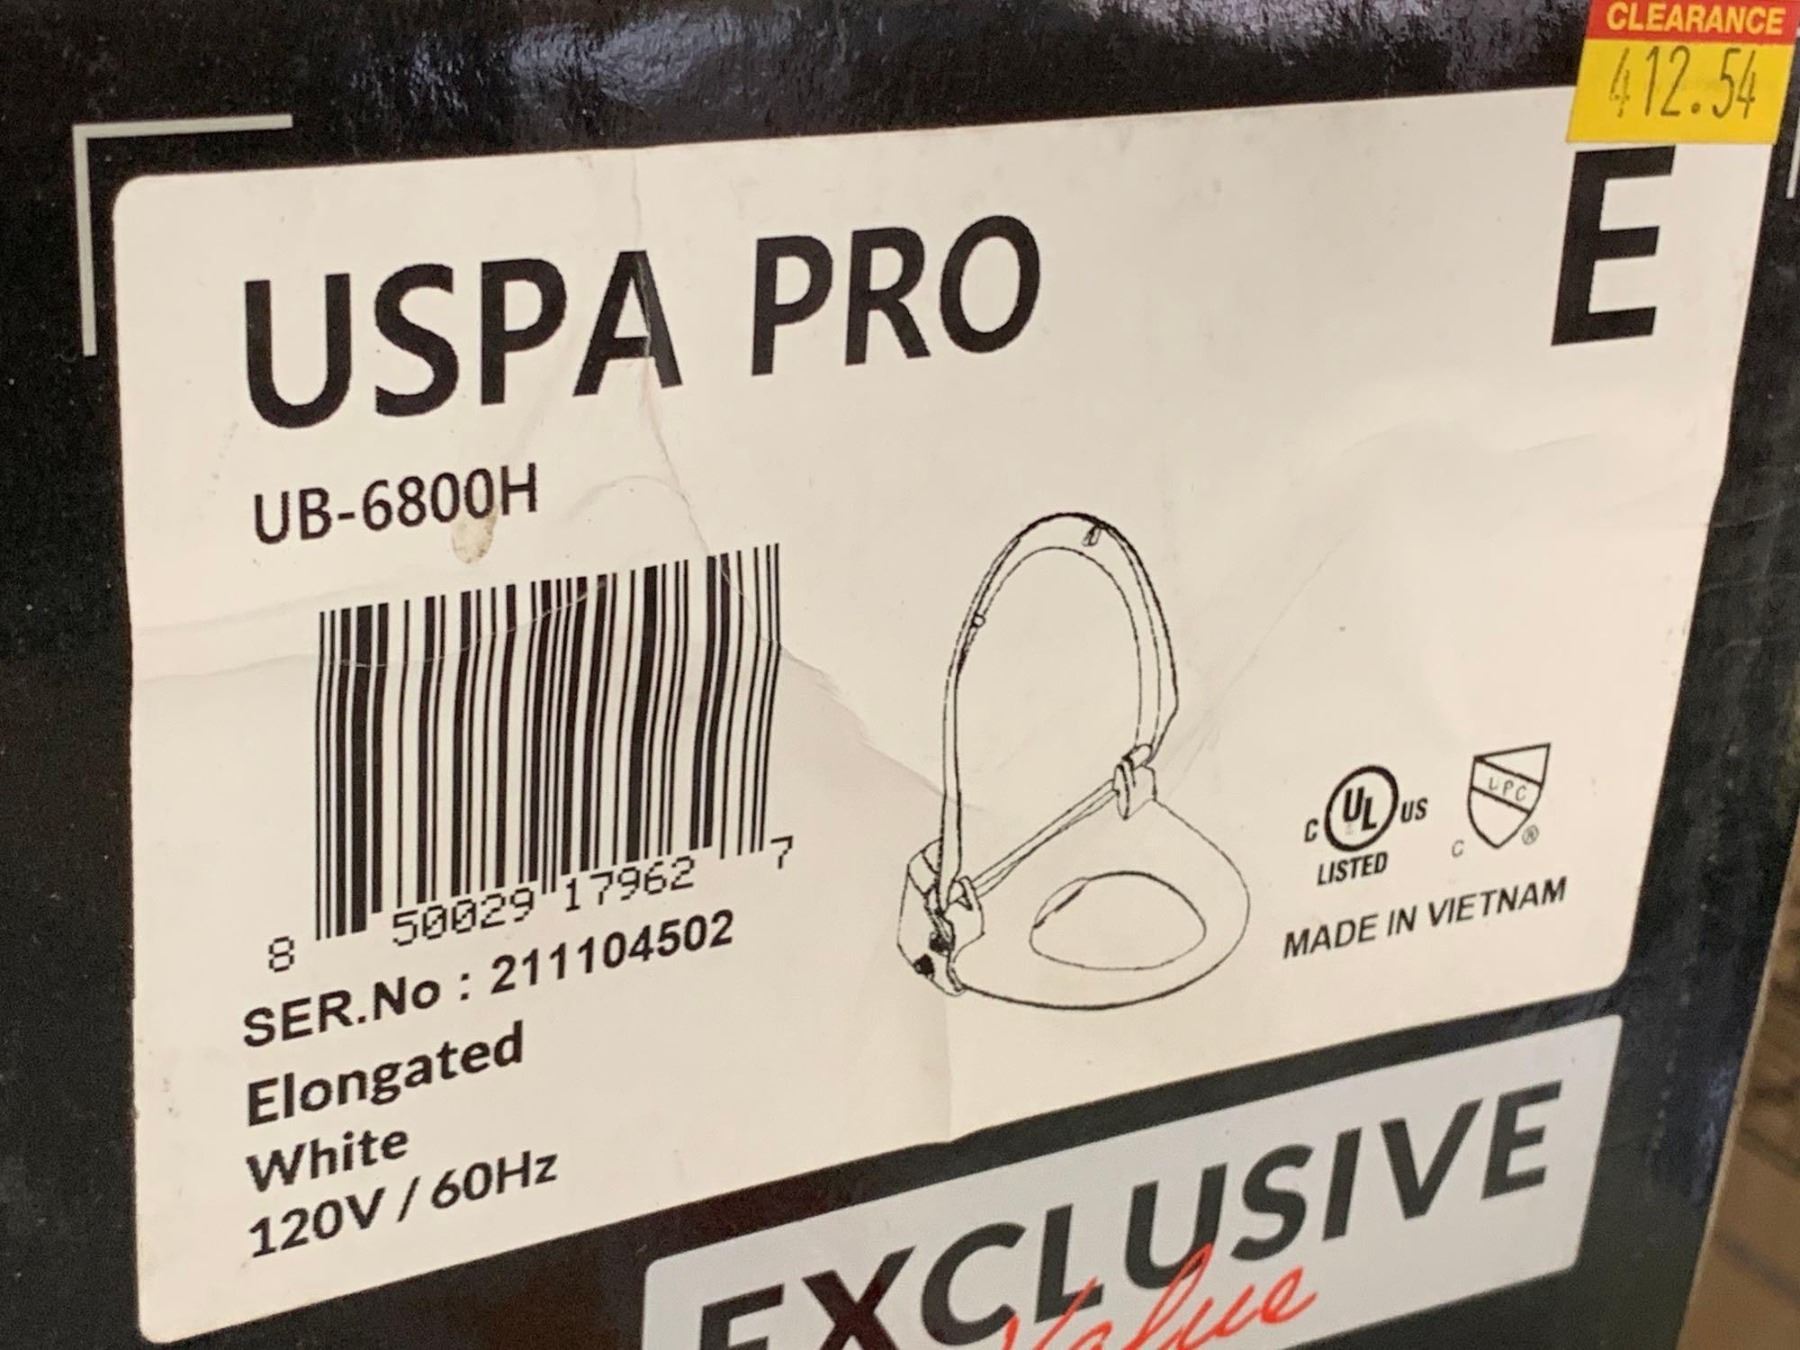 CLEARANCE
412.54
E
USPA PRO
UB-6800H
8 50029 17962 7
SER.No : 211104502
Elongated
White
120V / 60Hz
C UL US
LISTED
UPC
C ®
MADE IN VIETNAM
EXCLUSIVE
Value